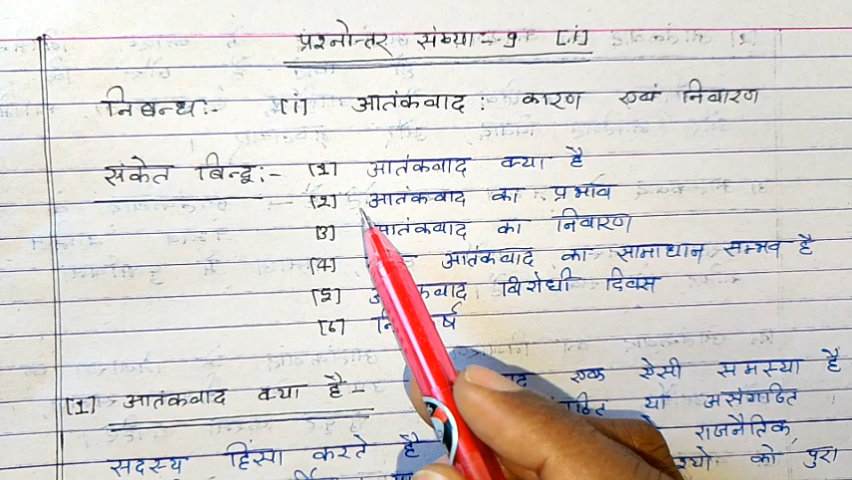 प्रश्नोत्तर संख्या-9 [i]
निबन्ध:- [i] आतंकवाद : कारण एवं निवारण
संकेत बिन्दु:- [1] आतंकवाद क्या है
[2] आतंकवाद का प्रभाव
[3] आतंकवाद का निवारण
[4] आतंकवाद का सामाधान सम्भव है
[5] विरोधी दिवस
[6]
[1] आतंकवाद क्या है- एक ऐसी समस्या है
या असंगठित
सदस्य हिंसा करते है राजनैतिक
को पुरा